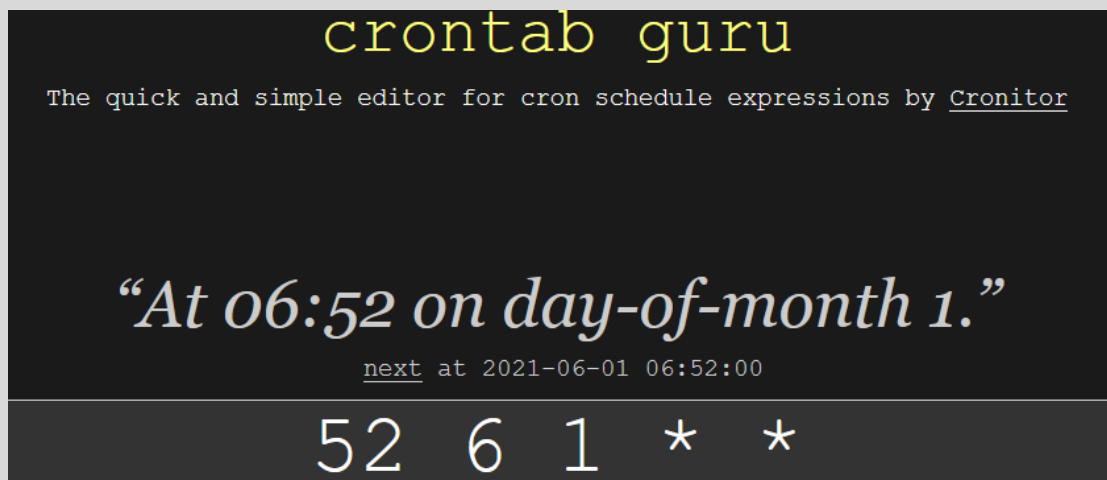 crontab guru
The quick and simple editor for cron schedule expressions by Cronitor
“At 06:52 on day-of-month 1.”
next at 2021-06-01 06:52:00
52 6 1 * *